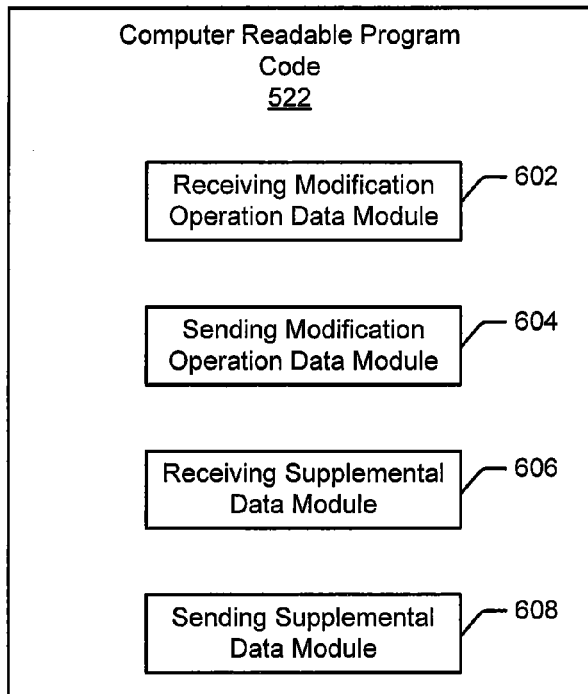 Computer Readable Program
Code
522
Receiving Modification
Operation Data Module
602
Sending Modification
Operation Data Module
604
Receiving Supplemental
Data Module
606
Sending Supplemental
Data Module
608